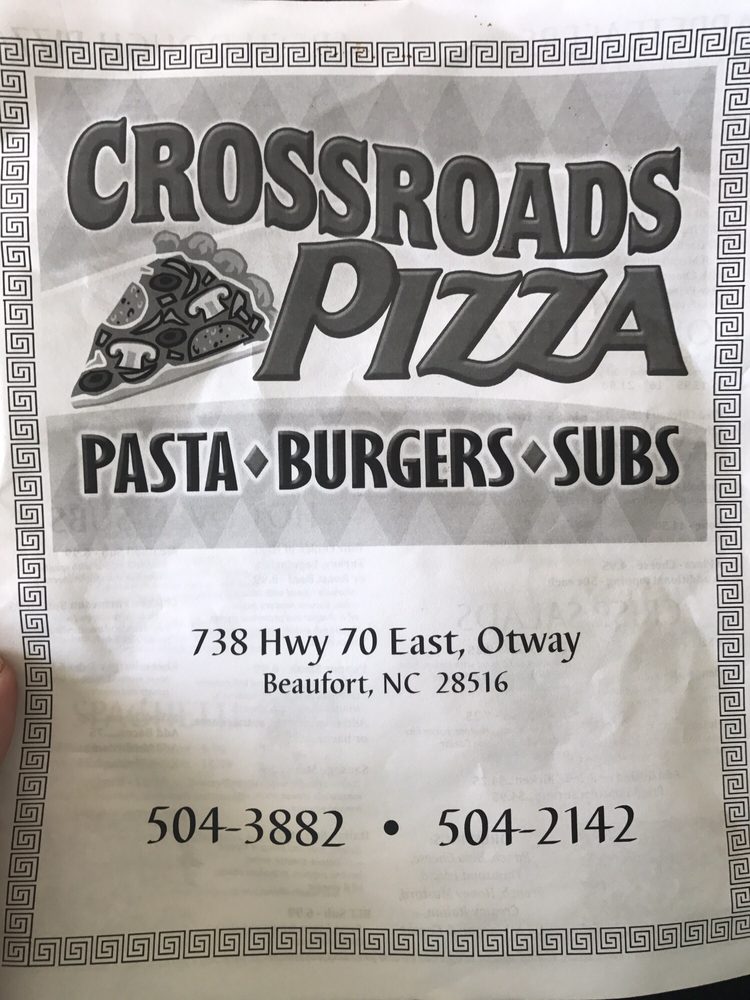 CROSSROADS
PIZZA
PASTA ♦ BURGERS ♦ SUBS
738 Hwy 70 East, Otway
Beaufort, NC 28516
504-3882 • 504-2142